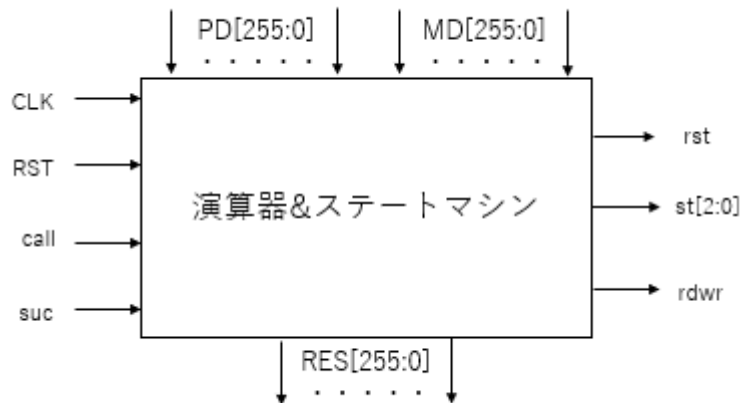 PD[255:0]
MD[255:0]
CLK
RST
call
suc
演算器&ステートマシン
rst
st[2:0]
rdwr
RES[255:0]